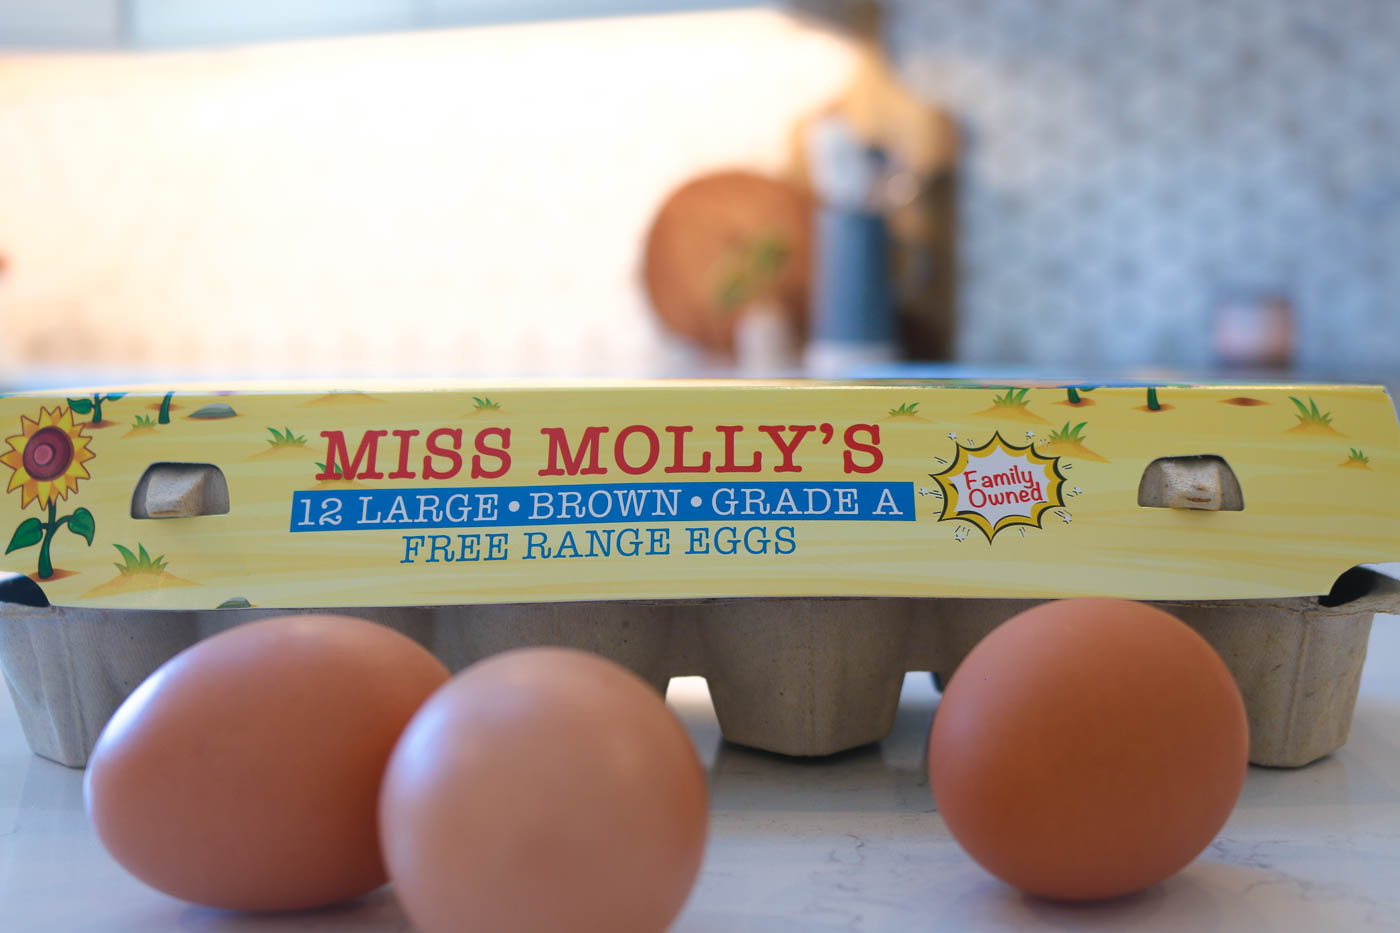 MISS MOLLY'S
12 LARGE • BROWN • GRADE A
FREE RANGE EGGS
Family
Owned